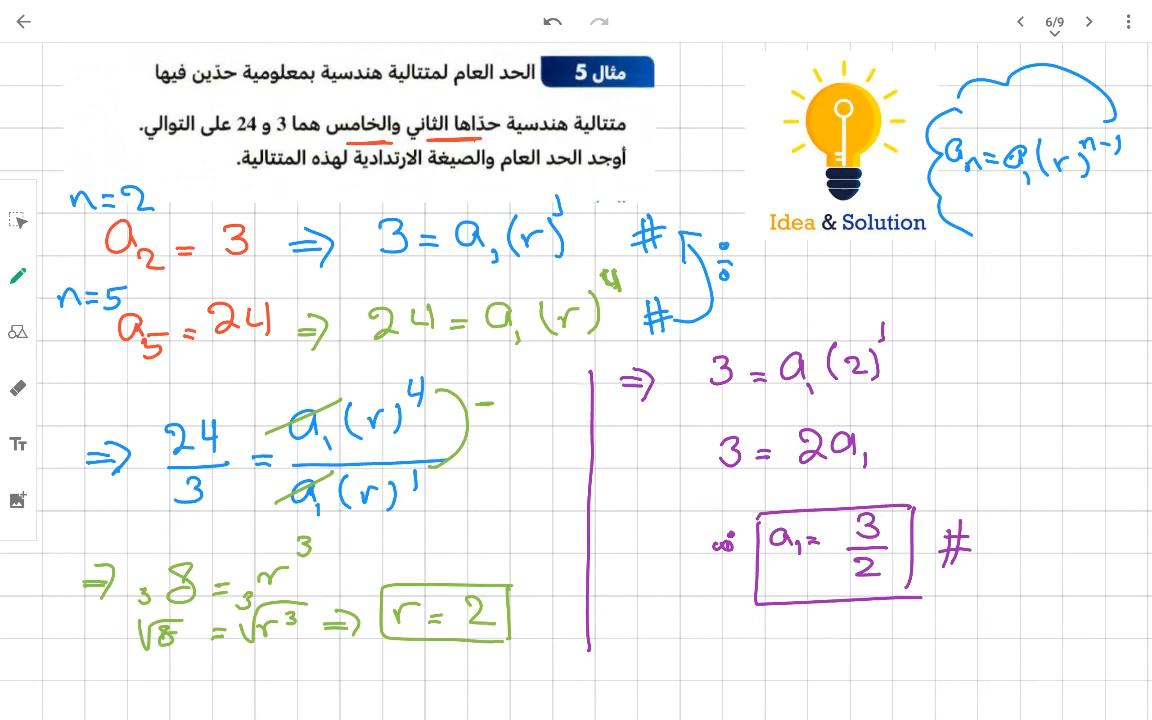 6/9
مثال 5 الحد العام لمتتالية هندسية بمعلومية حدّين فيها
متتالية هندسية حدّاها الثاني والخامس هما 3 و 24 على التوالي.
أوجد الحد العام والصيغة الارتدادية لهذه المتتالية.
Idea & Solution
aₙ = a₁(r)ⁿ⁻¹
n=2
a₂ = 3 ⇒ 3 = a₁(r)¹ #
n=5
a₅ = 24 ⇒ 24 = a₁(r)⁴ #
⇒ 24/3 = a₁(r)⁴ / a₁(r)¹ −
⇒ 8 = r³
∛8 = ∛r³ ⇒ r = 2
⇒ 3 = a₁(2)¹
3 = 2a₁
a₁ = 3/2 #
Tт